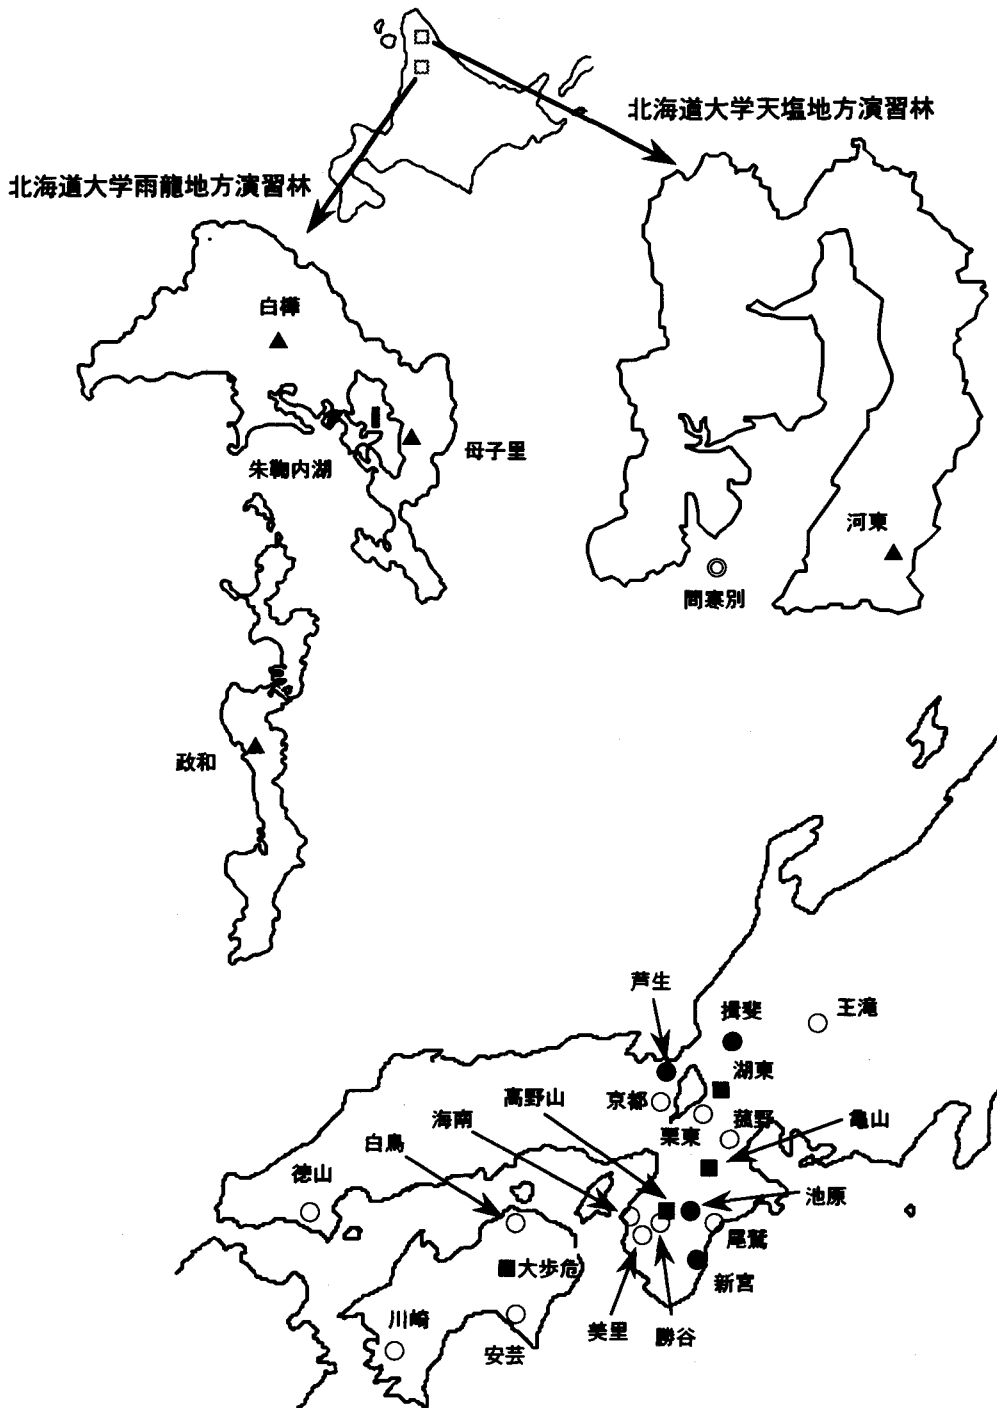 北海道大学天塩地方演習林
北海道大学雨龍地方演習林
白樺
母子里
朱鞠内湖
河東
問寒別
政和
芦生
揖斐
王滝
湖東
高野山
京都
海南
栗東
菰野
亀山
白鳥
徳山
池原
尾鷲
大歩危
新宮
川崎
美里
勝谷
安芸